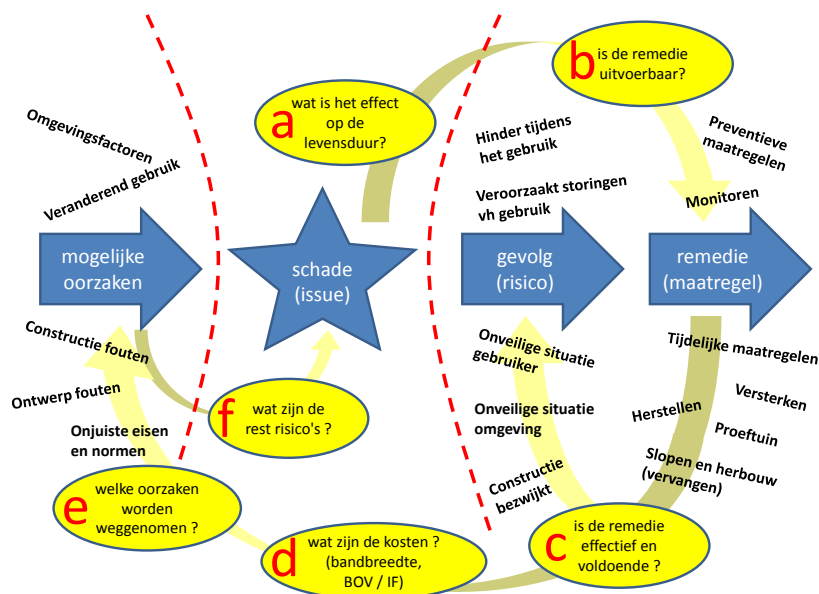 b is de remedie
uitvoerbaar?
a wat is het effect
op de
levensduur?
Omgevingsfactoren
Veranderend gebruik
Hinder tijdens
het gebruik
Veroorzaakt storingen
vh gebruik
Preventieve
maatregelen
Monitoren
mogelijke
oorzaken
schade
(issue)
gevolg
(risico)
remedie
(maatregel)
Constructie fouten
Ontwerp fouten
Onjuiste eisen
en normen
f wat zijn de
rest risico's ?
Onveilige situatie
gebruiker
Onveilige situatie
omgeving
Constructie
bezwijkt
Tijdelijke maatregelen
Versterken
Herstellen
Proeftuin
Slopen en herbouw
(vervangen)
e welke oorzaken
worden
weggenomen ?
d wat zijn de kosten ?
(bandbreedte,
BOV / IF)
c is de remedie
effectief en
voldoende ?